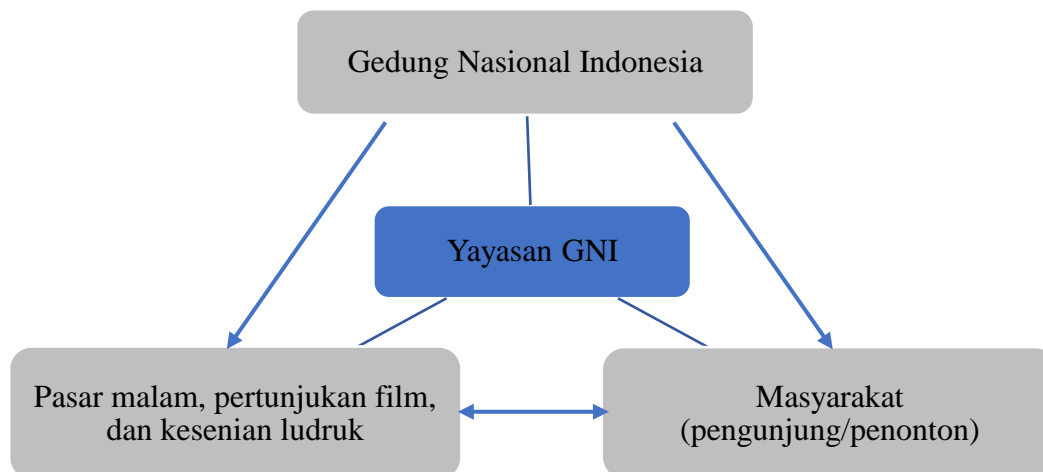 Gedung Nasional Indonesia
Yayasan GNI
Pasar malam, pertunjukan film,
dan kesenian ludruk
Masyarakat
(pengunjung/penonton)